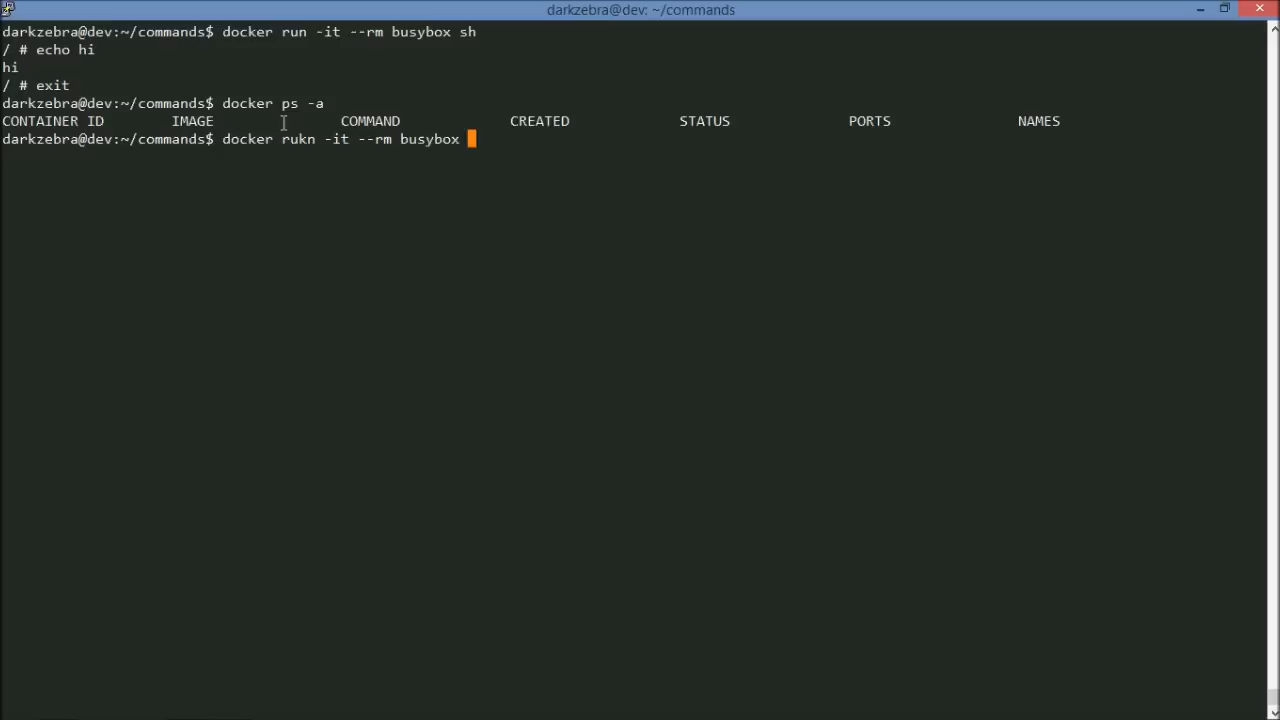 darkzebra@dev: ~/commands
darkzebra@dev:~/commands$ docker run -it --rm busybox sh
/ # echo hi
hi
/ # exit
darkzebra@dev:~/commands$ docker ps -a
CONTAINER ID IMAGE COMMAND CREATED STATUS PORTS NAMES
darkzebra@dev:~/commands$ docker rukn -it --rm busybox